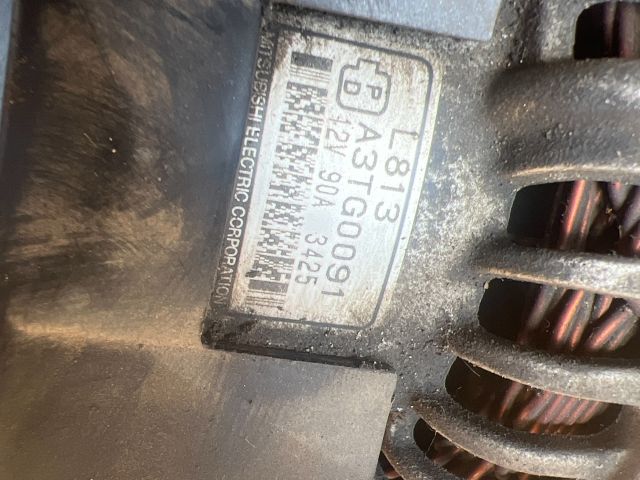 P
D
L813
A3TG0091
12V 90A 3425
MITSUBISHI ELECTRIC CORPORATION